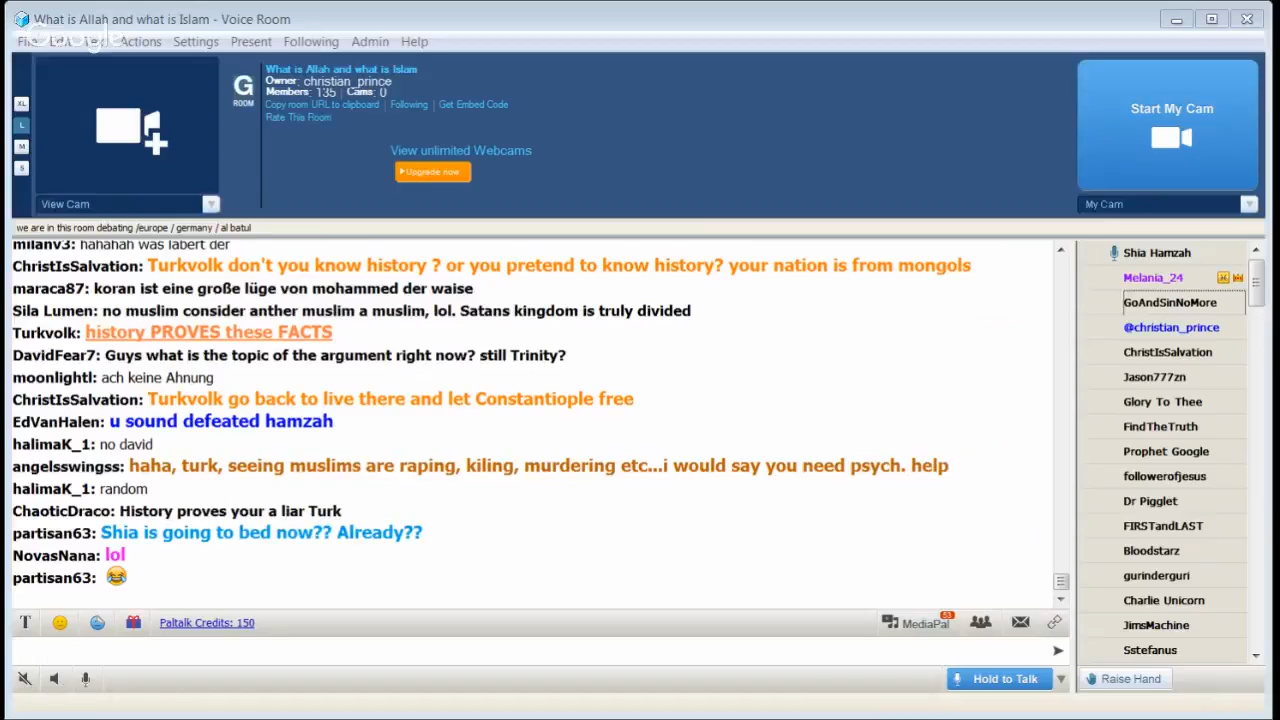 What is Allah and what is Islam - Voice Room
Google
File Edit Text Actions Settings Present Following Admin Help
What is Allah and what is Islam
G
ROOM
Owner: christian_prince
Members: 135 Cams: 0
Copy room URL to clipboard Following Get Embed Code
Rate This Room
View unlimited Webcams
Upgrade now
Start My Cam
XL
L
M
S
View Cam
My Cam
we are in this room debating /europe / germany / al batul
milanv3: hahahah was labert der
ChristIsSalvation: Turkvolk don't you know history ? or you pretend to know history? your nation is from mongols
maraca87: koran ist eine große lüge von mohammed der waise
Sila Lumen: no muslim consider anther muslim a muslim, lol. Satans kingdom is truly divided
Turkvolk: history PROVES these FACTS
DavidFear7: Guys what is the topic of the argument right now? still Trinity?
moonlightl: ach keine Ahnung
ChristIsSalvation: Turkvolk go back to live there and let Constantiople free
EdVanHalen: u sound defeated hamzah
halimaK_1: no david
angelsswingss: haha, turk, seeing muslims are raping, kiling, murdering etc...i would say you need psych. help
halimaK_1: random
ChaoticDraco: History proves your a liar Turk
partisan63: Shia is going to bed now?? Already??
NovasNana: lol
partisan63: 😂
Shia Hamzah
Melania_24
GoAndSinNoMore
@christian_prince
ChristIsSalvation
Jason777zn
Glory To Thee
FindTheTruth
Prophet Google
followerofjesus
Dr Pigglet
FIRSTandLAST
Bloodstarz
gurinderguri
Charlie Unicorn
JimsMachine
Sstefanus
T
Paltalk Credits: 150
MediaPal
53
Hold to Talk
Raise Hand